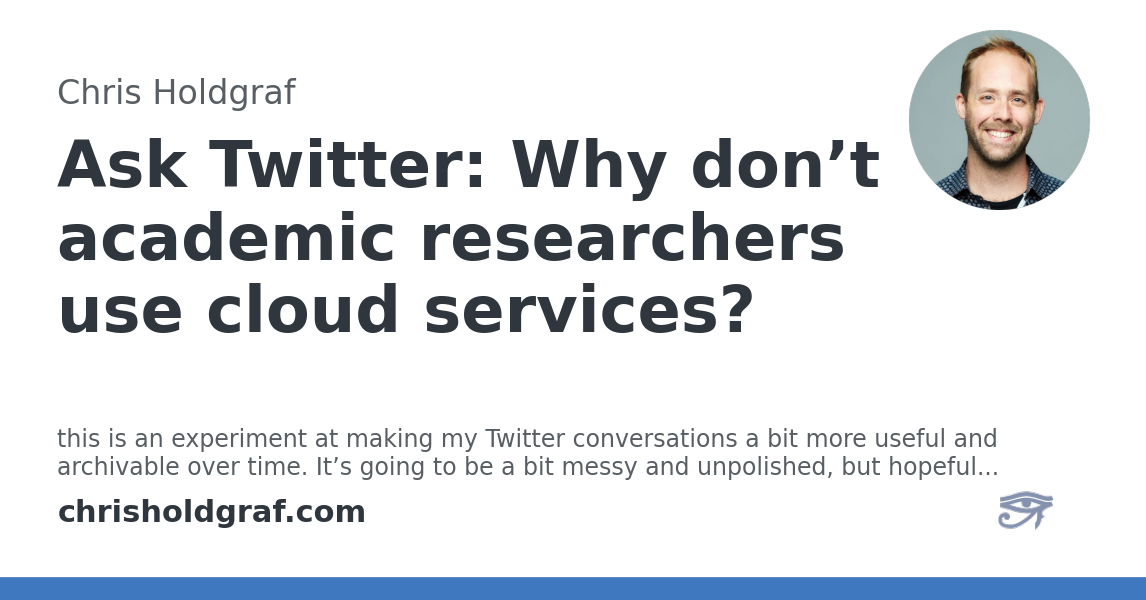 Chris Holdgraf
Ask Twitter: Why don’t
academic researchers
use cloud services?
this is an experiment at making my Twitter conversations a bit more useful and
archivable over time. It’s going to be a bit messy and unpolished, but hopeful...
chrisholdgraf.com